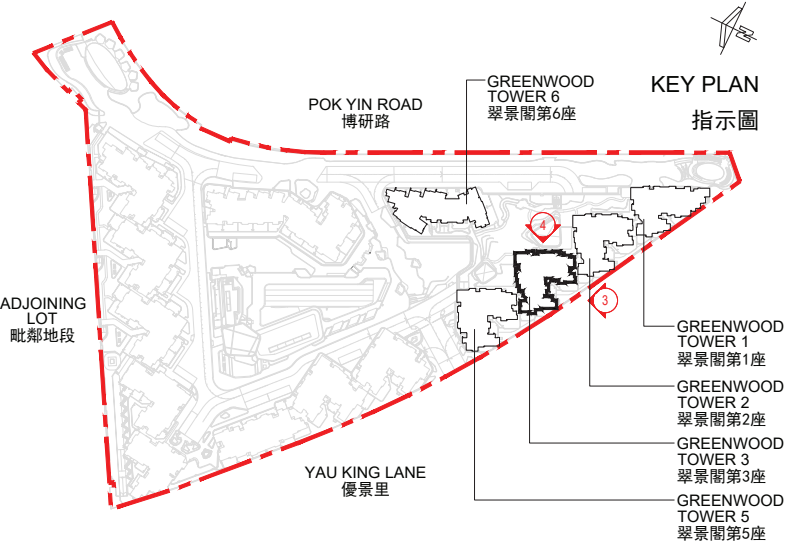 KEY PLAN
指示圖
GREENWOOD
TOWER 6
翠景閣第6座
POK YIN ROAD
博研路
4
3
ADJOINING
LOT
毗鄰地段
GREENWOOD
TOWER 1
翠景閣第1座
GREENWOOD
TOWER 2
翠景閣第2座
GREENWOOD
TOWER 3
翠景閣第3座
GREENWOOD
TOWER 5
翠景閣第5座
YAU KING LANE
優景里